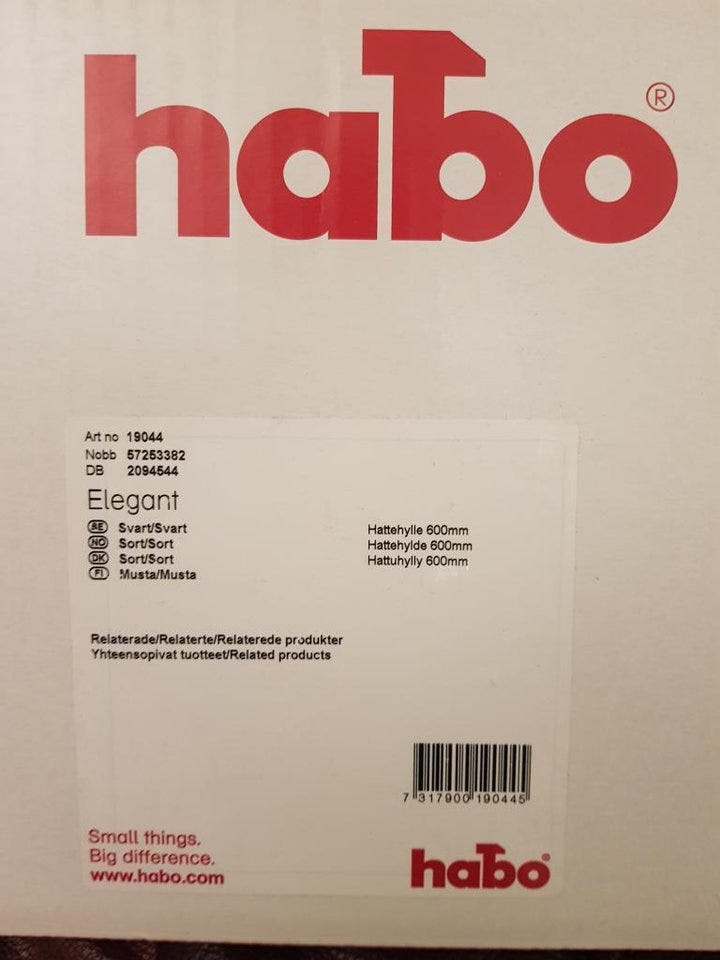 habo®
Art no 19044
Nobb 57253382
DB 2094544
Elegant
SE Svart/Svart
NO Sort/Sort Hattehylle 600mm
DK Sort/Sort Hattehylde 600mm
FI Musta/Musta Hattuhylly 600mm
Relaterade/Relaterte/Relaterede produkter
Yhteensopivat tuotteet/Related products
7 317900 190445
Small things.
Big difference.
www.habo.com
habo®